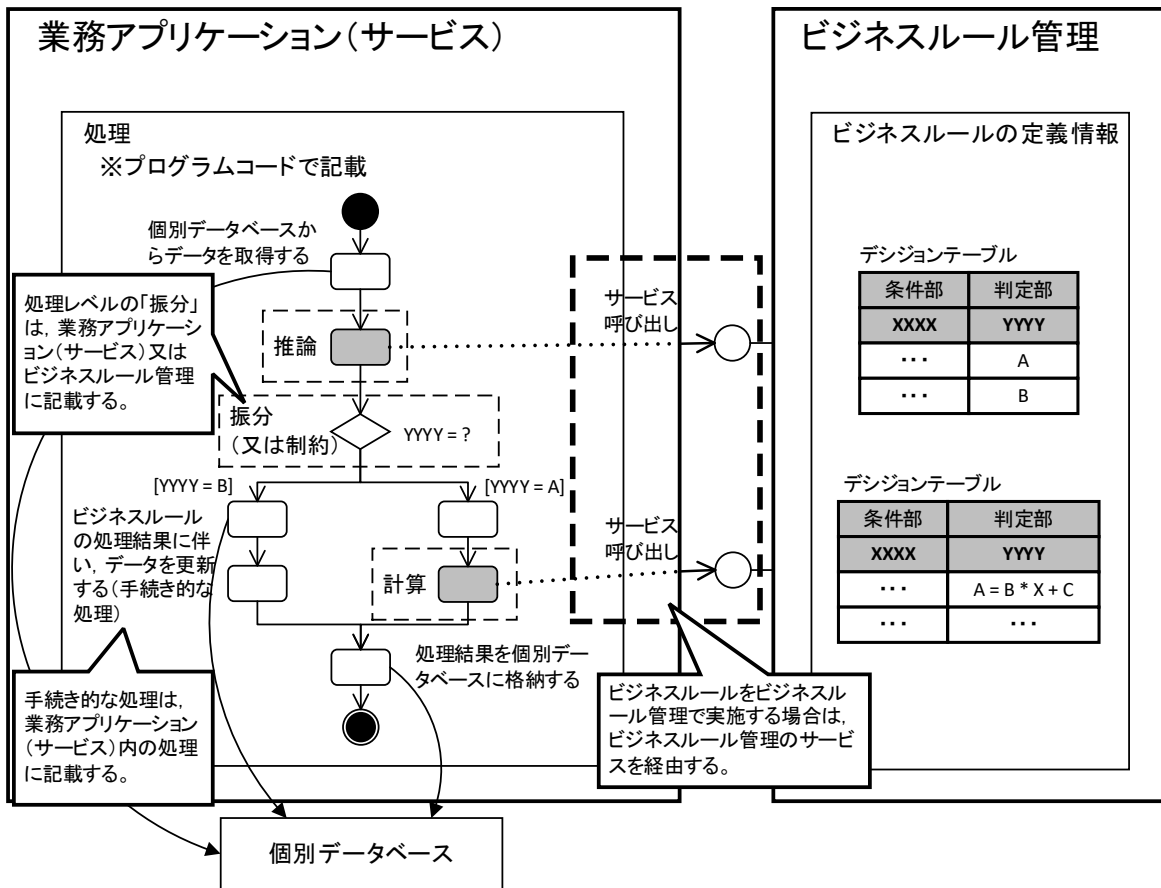 業務アプリケーション(サービス)
処理
※プログラムコードで記載
個別データベースか
らデータを取得する
処理レベルの「振分」
は，業務アプリケーシ
ョン(サービス)又は
ビジネスルール管理
に記載する。
推論
振分
(又は制約)
YYYY = ?
[YYYY = B]
[YYYY = A]
ビジネスルール
の処理結果に伴
い，データを更新
する(手続き的な
処理)
計算
処理結果を個別デー
タベースに格納する
手続き的な処理は，
業務アプリケーション
(サービス)内の処理
に記載する。
個別データベース
サービス
呼び出し
サービス
呼び出し
ビジネスルールをビジネスル
ール管理で実施する場合は，
ビジネスルール管理のサービ
スを経由する。
ビジネスルール管理
ビジネスルールの定義情報
デシジョンテーブル
条件部 判定部
XXXX YYYY
・・・ A
・・・ B
デシジョンテーブル
条件部 判定部
XXXX YYYY
・・・ A = B * X + C
・・・ ・・・